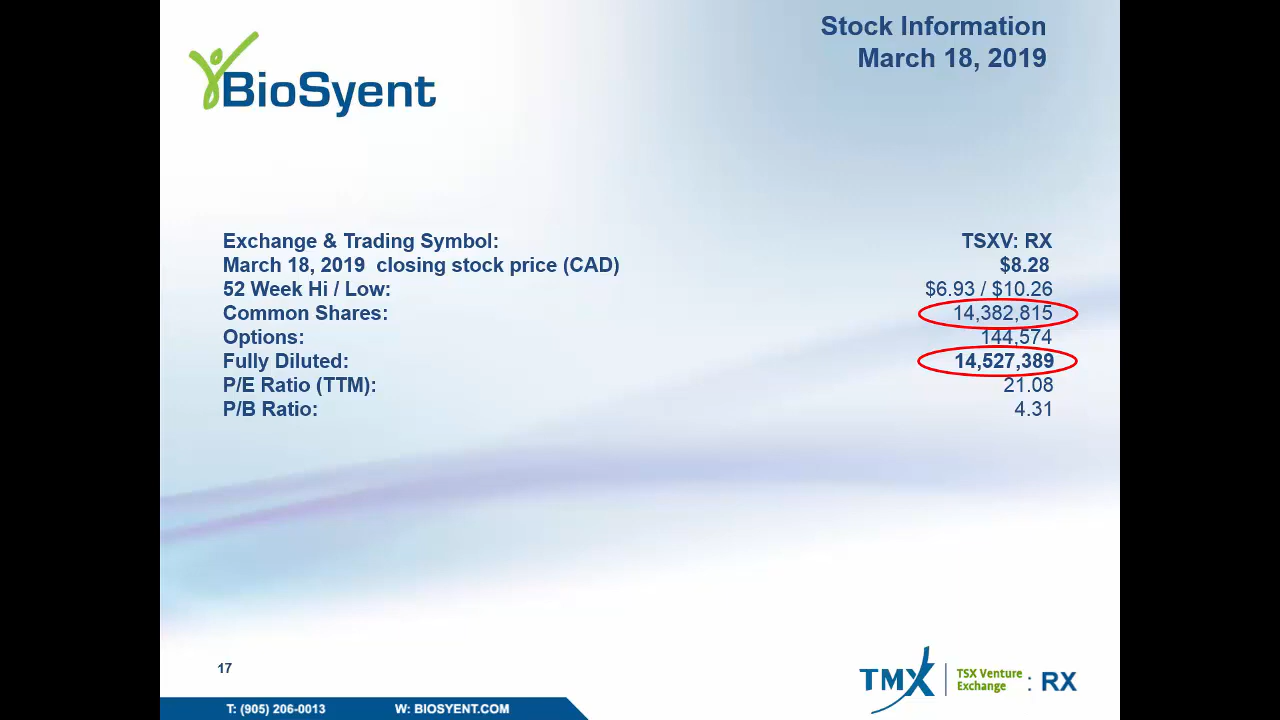 Stock Information
March 18, 2019
BioSyent
Exchange & Trading Symbol: TSXV: RX
March 18, 2019 closing stock price (CAD) $8.28
52 Week Hi / Low: $6.93 / $10.26
Common Shares: 14,382,815
Options: 144,574
Fully Diluted: 14,527,389
P/E Ratio (TTM): 21.08
P/B Ratio: 4.31
17
TMX TSX Venture Exchange : RX
T: (905) 206-0013 W: BIOSYENT.COM